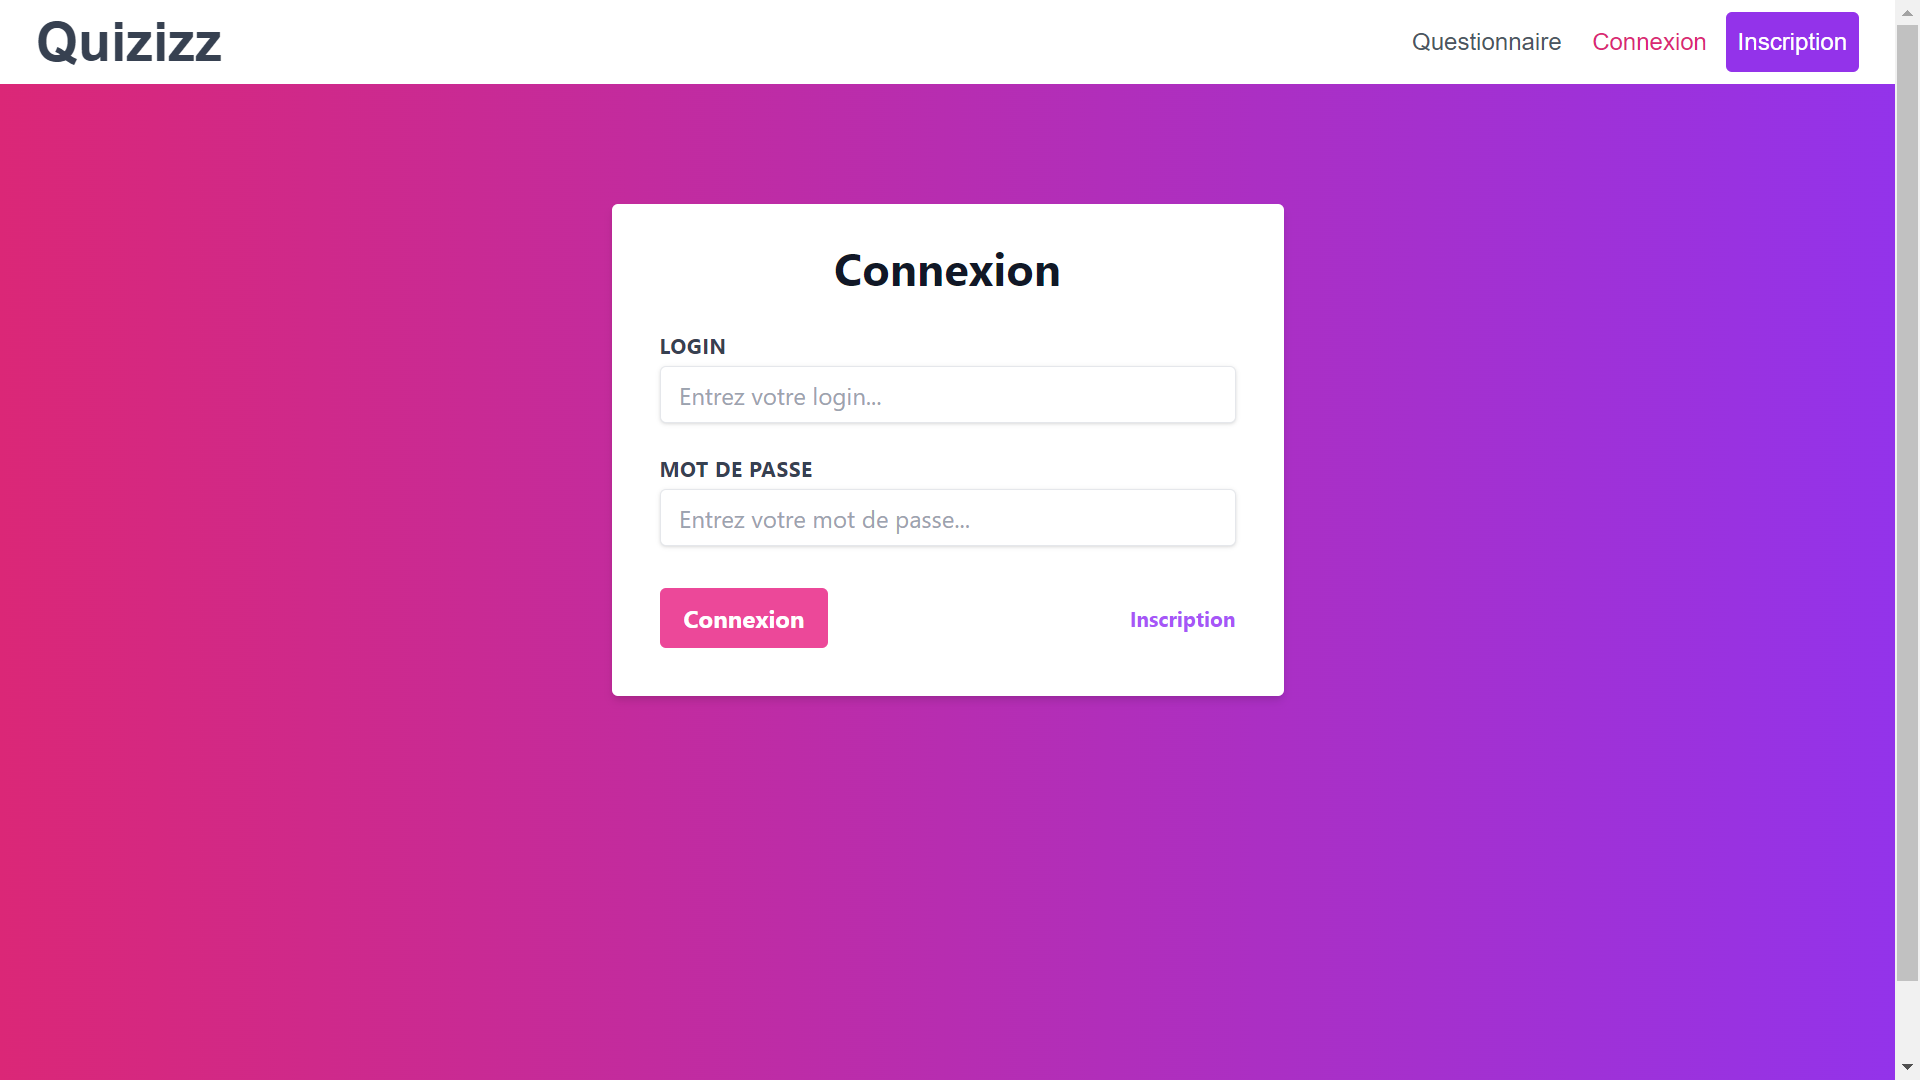 Quizizz
Questionnaire Connexion Inscription
Connexion
LOGIN
Entrez votre login...
MOT DE PASSE
Entrez votre mot de passe...
Connexion Inscription